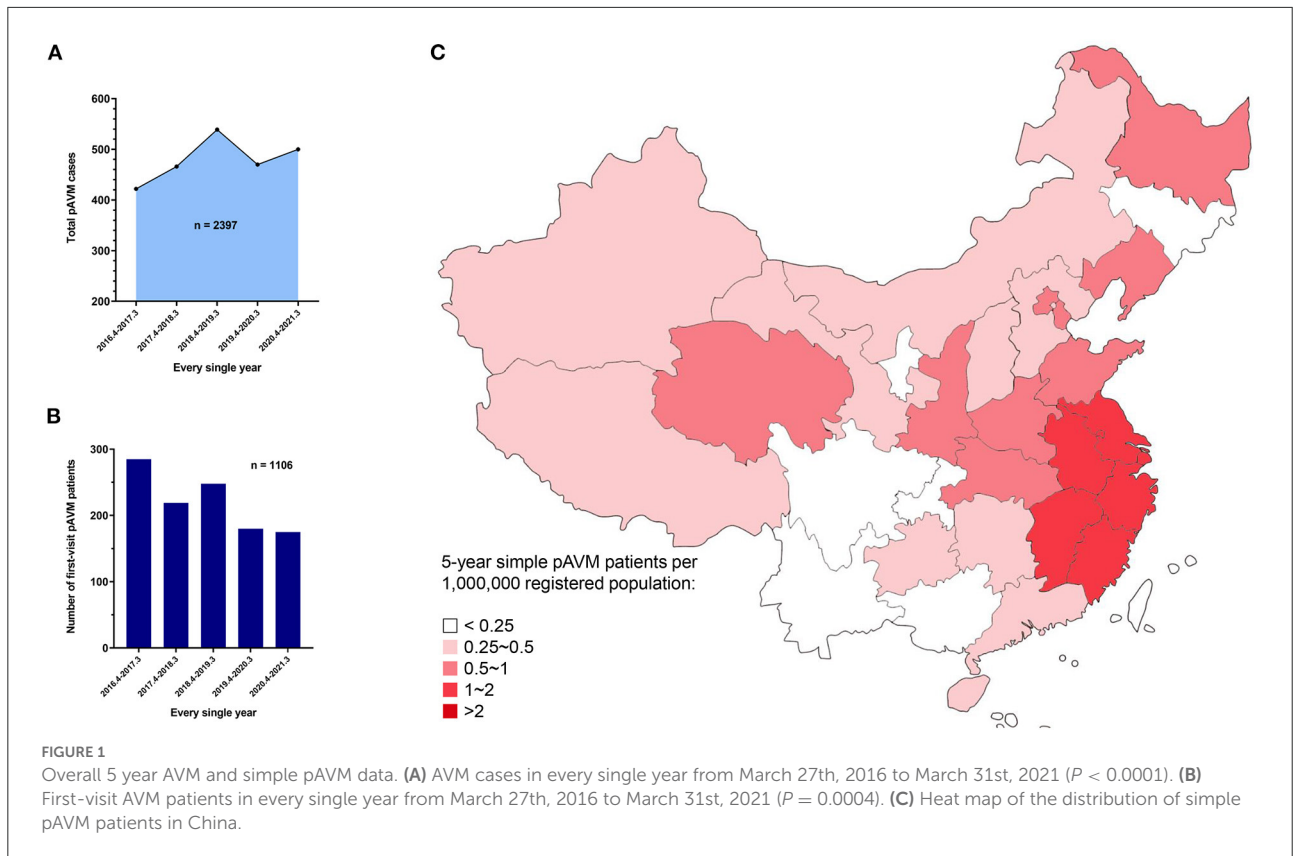 A
600
500
400
300
200
Total pAVM cases
n = 2397
2016.4-2017.3
2017.4-2018.3
2018.4-2019.3
2019.4-2020.3
2020.4-2021.3
Every single year
B
300
200
100
0
Number of first-visit pAVM patients
n = 1106
2016.4-2017.3
2017.4-2018.3
2018.4-2019.3
2019.4-2020.3
2020.4-2021.3
Every single year
C
5-year simple pAVM patients per
1,000,000 registered population:
< 0.25
0.25~0.5
0.5~1
1~2
>2
FIGURE 1
Overall 5 year AVM and simple pAVM data. (A) AVM cases in every single year from March 27th, 2016 to March 31st, 2021 (P < 0.0001). (B)
First-visit AVM patients in every single year from March 27th, 2016 to March 31st, 2021 (P = 0.0004). (C) Heat map of the distribution of simple
pAVM patients in China.